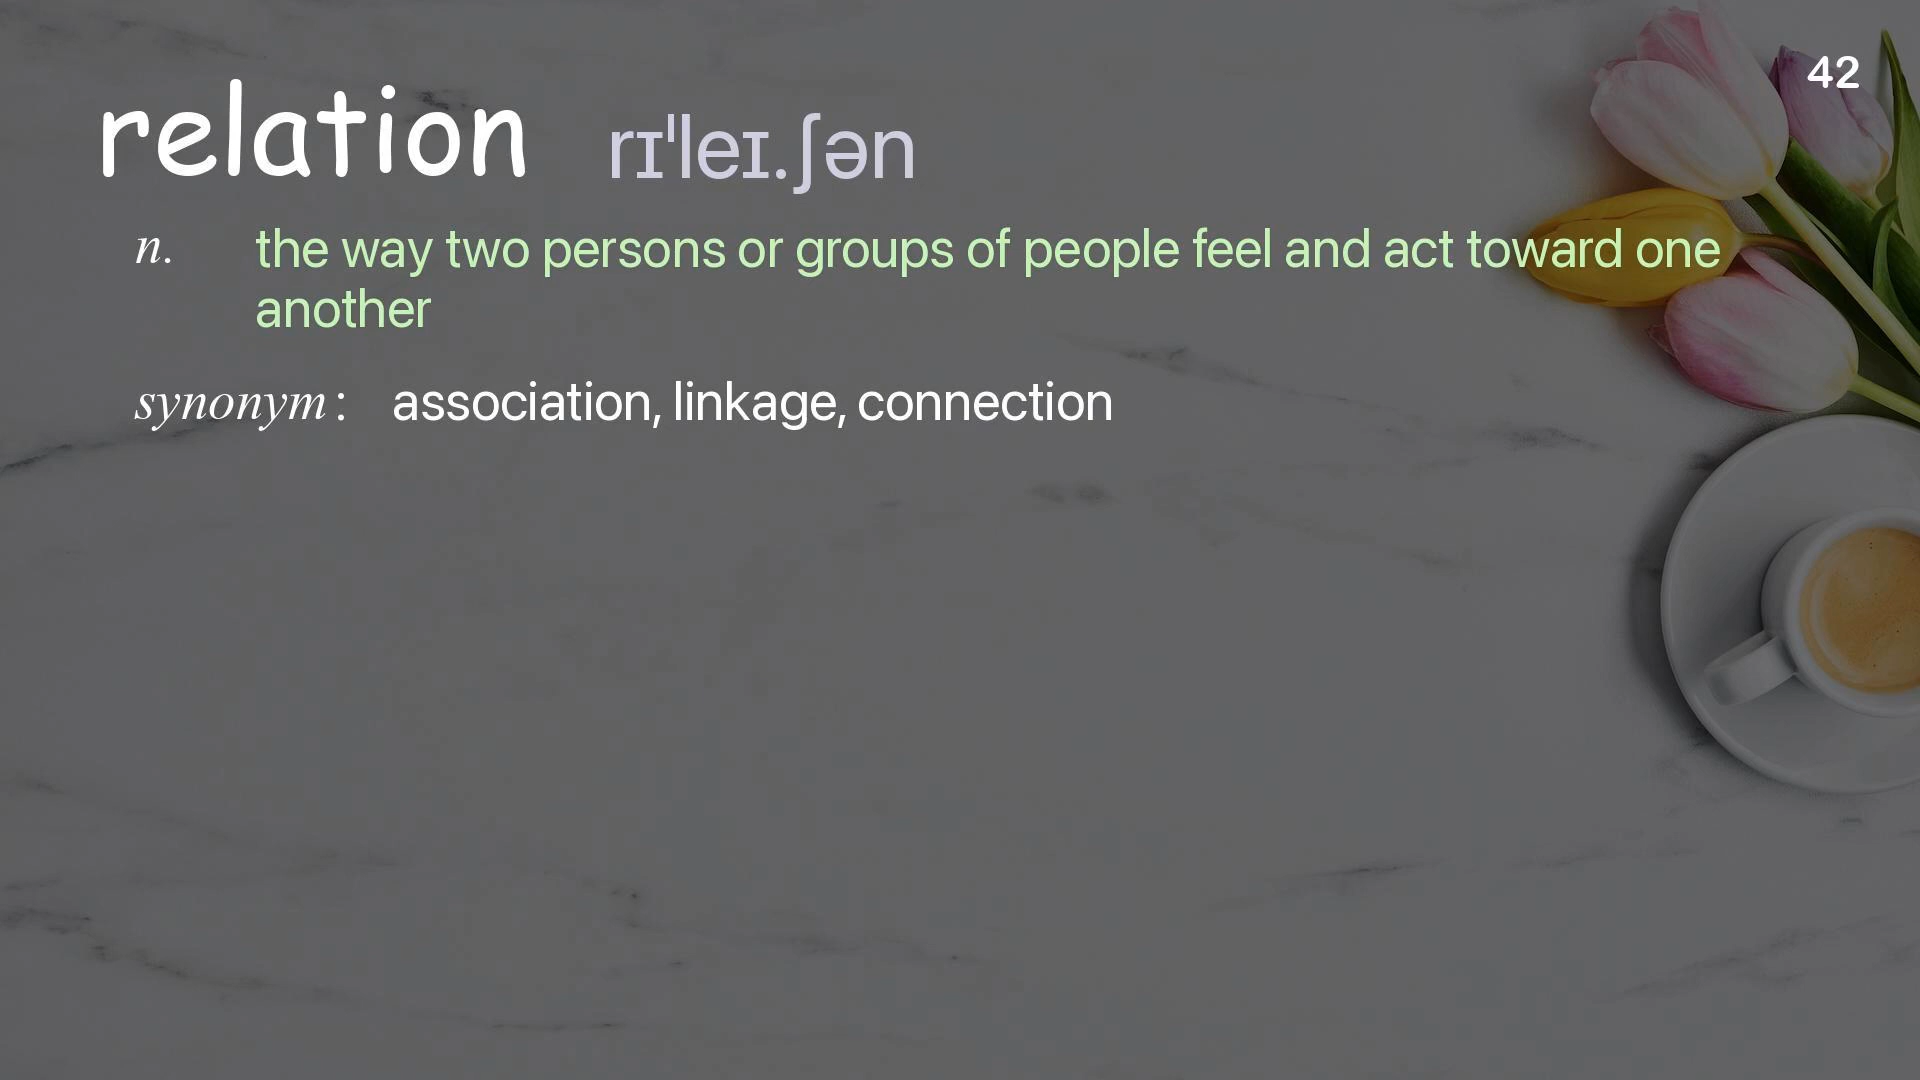 42
relation rɪˈleɪ.ʃən
n. the way two persons or groups of people feel and act toward one
another
synonym: association, linkage, connection